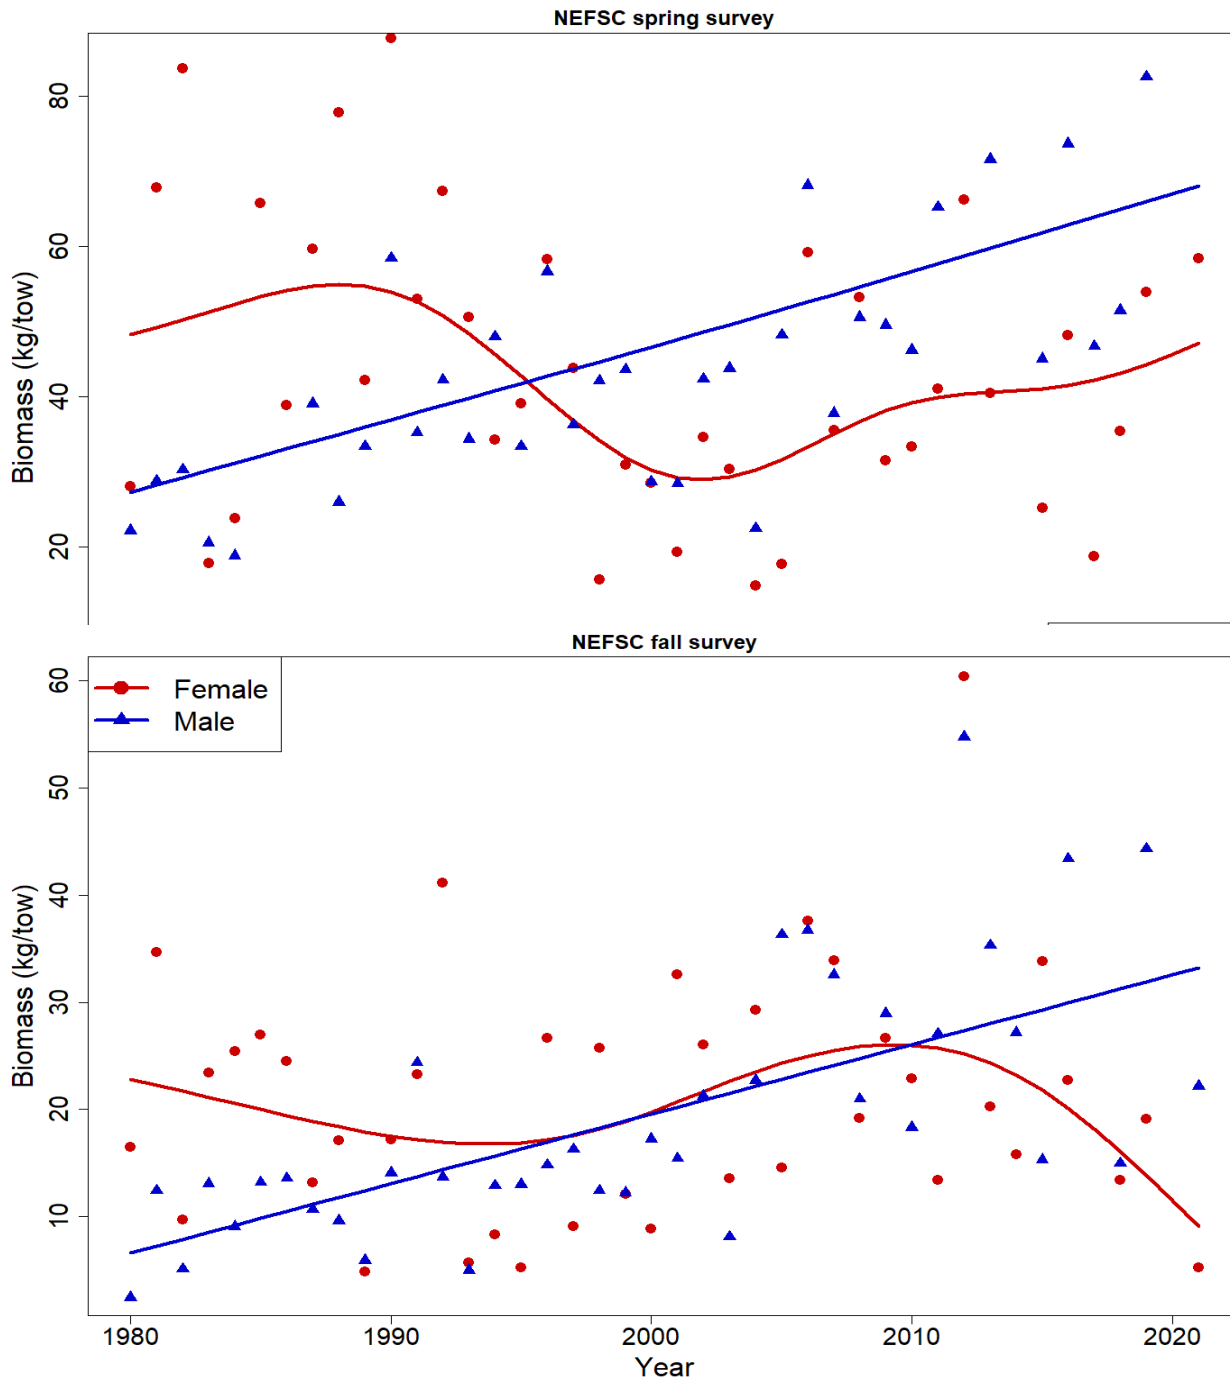 NEFSC spring survey
80
60
40
20
Biomass (kg/tow)
NEFSC fall survey
Female
Male
60
50
40
30
20
10
Biomass (kg/tow)
1980 1990 2000 2010 2020
Year